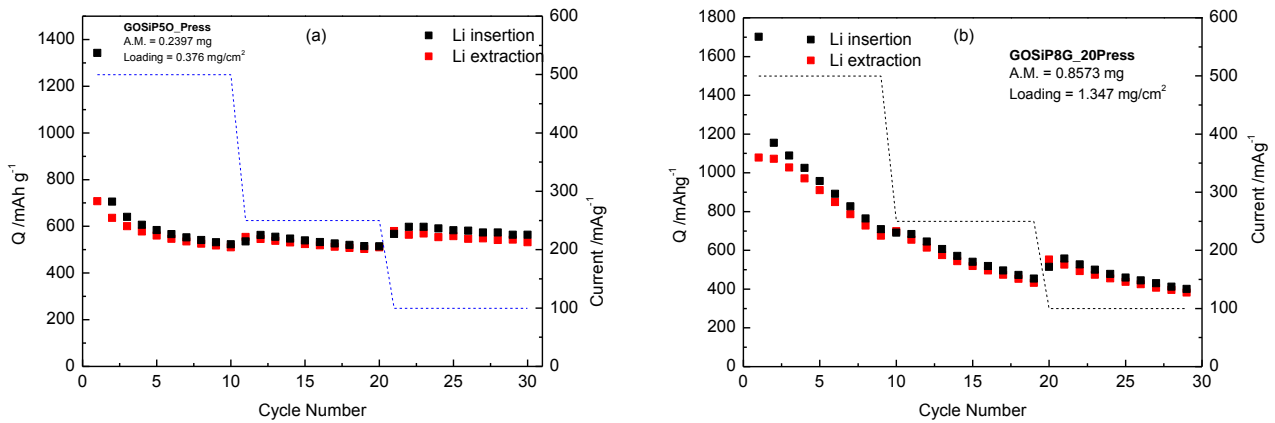 GOSiP5O_Press
A.M. = 0.2397 mg
Loading = 0.376 mg/cm²
(a)
Li insertion
Li extraction
1400
1200
1000
800
600
400
200
0
Q /mAh g⁻¹
0
5
10
15
20
25
30
Cycle Number
600
500
400
300
200
100
0
Current /mAg⁻¹
(b)
Li insertion
Li extraction
GOSiP8G_20Press
A.M. = 0.8573 mg
Loading = 1.347 mg/cm²
1800
1600
1400
1200
1000
800
600
400
200
0
Q /mAhg⁻¹
0
5
10
15
20
25
30
Cycle Number
600
500
400
300
200
100
0
Current /mAg⁻¹